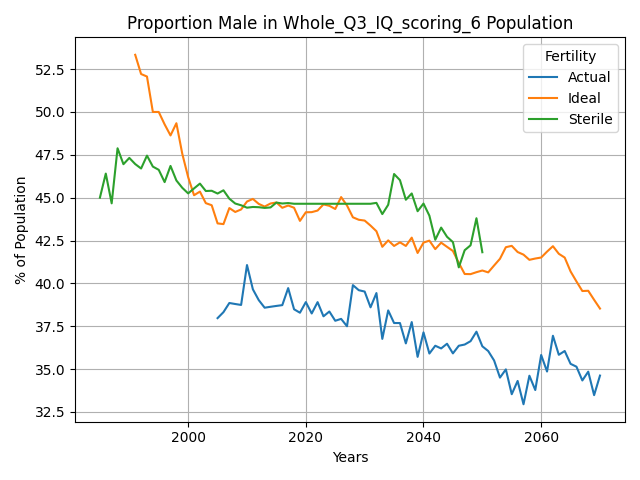 Proportion Male in Whole_Q3_IQ_scoring_6 Population
Fertility
Actual
Ideal
Sterile
% of Population
52.5
50.0
47.5
45.0
42.5
40.0
37.5
35.0
32.5
2000
2020
2040
2060
Years